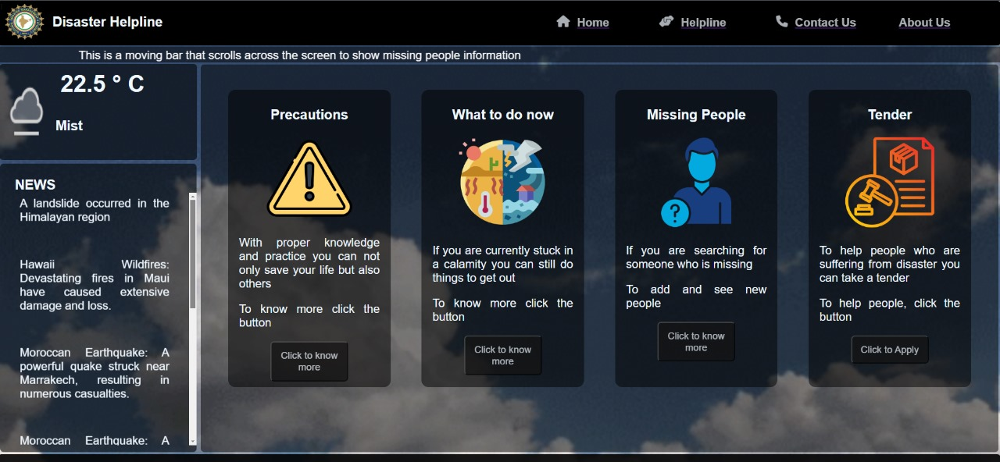 Disaster Helpline
Home
Helpline
Contact Us
About Us
This is a moving bar that scrolls across the screen to show missing people information
22.5 ° C
Mist
NEWS
A landslide occurred in the
Himalayan region
Hawaii Wildfires:
Devastating fires in Maui
have caused extensive
damage and loss.
Moroccan Earthquake: A
powerful quake struck near
Marrakech, resulting in
numerous casualties.
Moroccan Earthquake: A
Precautions
With proper knowledge
and practice you can not
only save your life but also
others
To know more click the
button
Click to know
more
What to do now
If you are currently stuck in
a calamity you can still do
things to get out
To know more click the
button
Click to know
more
Missing People
?
If you are searching for
someone who is missing
To add and see new
people
Click to know
more
Tender
To help people who are
suffering from disaster you
can take a tender
To help people, click the
button
Click to Apply